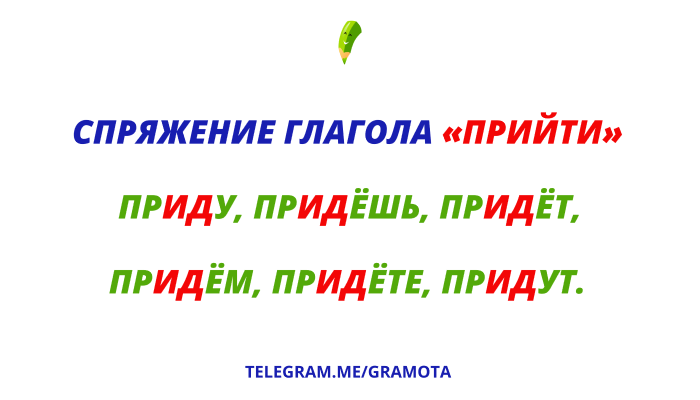 СПРЯЖЕНИЕ ГЛАГОЛА «ПРИЙТИ»
ПРИДУ, ПРИДЁШЬ, ПРИДЁТ,
ПРИДЁМ, ПРИДЁТЕ, ПРИДУТ.
TELEGRAM.ME/GRAMOTA